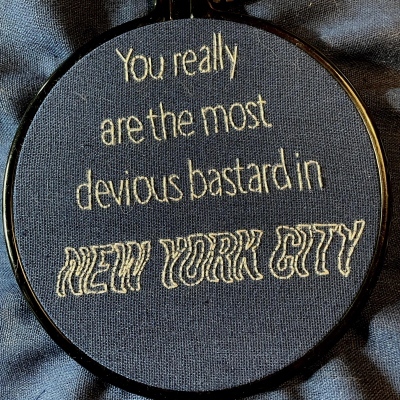 You really
are the most
devious bastard in
NEW YORK CITY